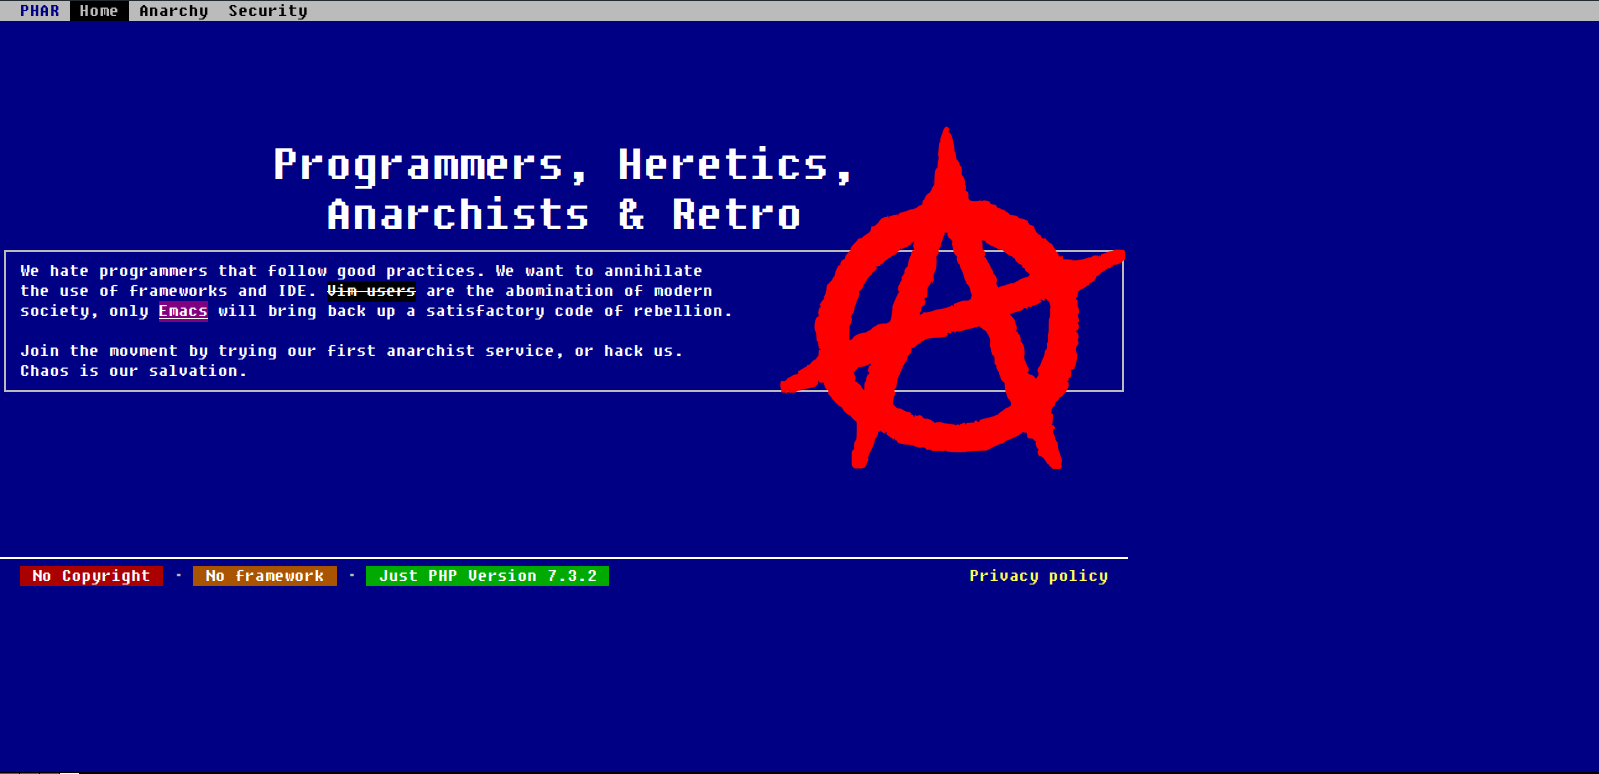 PHAR Home Anarchy Security
Programmers, Heretics,
Anarchists & Retro
We hate programmers that follow good practices. We want to annihilate
the use of frameworks and IDE. Vim users are the abomination of modern
society, only Emacs will bring back up a satisfactory code of rebellion.
Join the movment by trying our first anarchist service, or hack us.
Chaos is our salvation.
No Copyright - No framework - Just PHP Version 7.3.2 Privacy policy